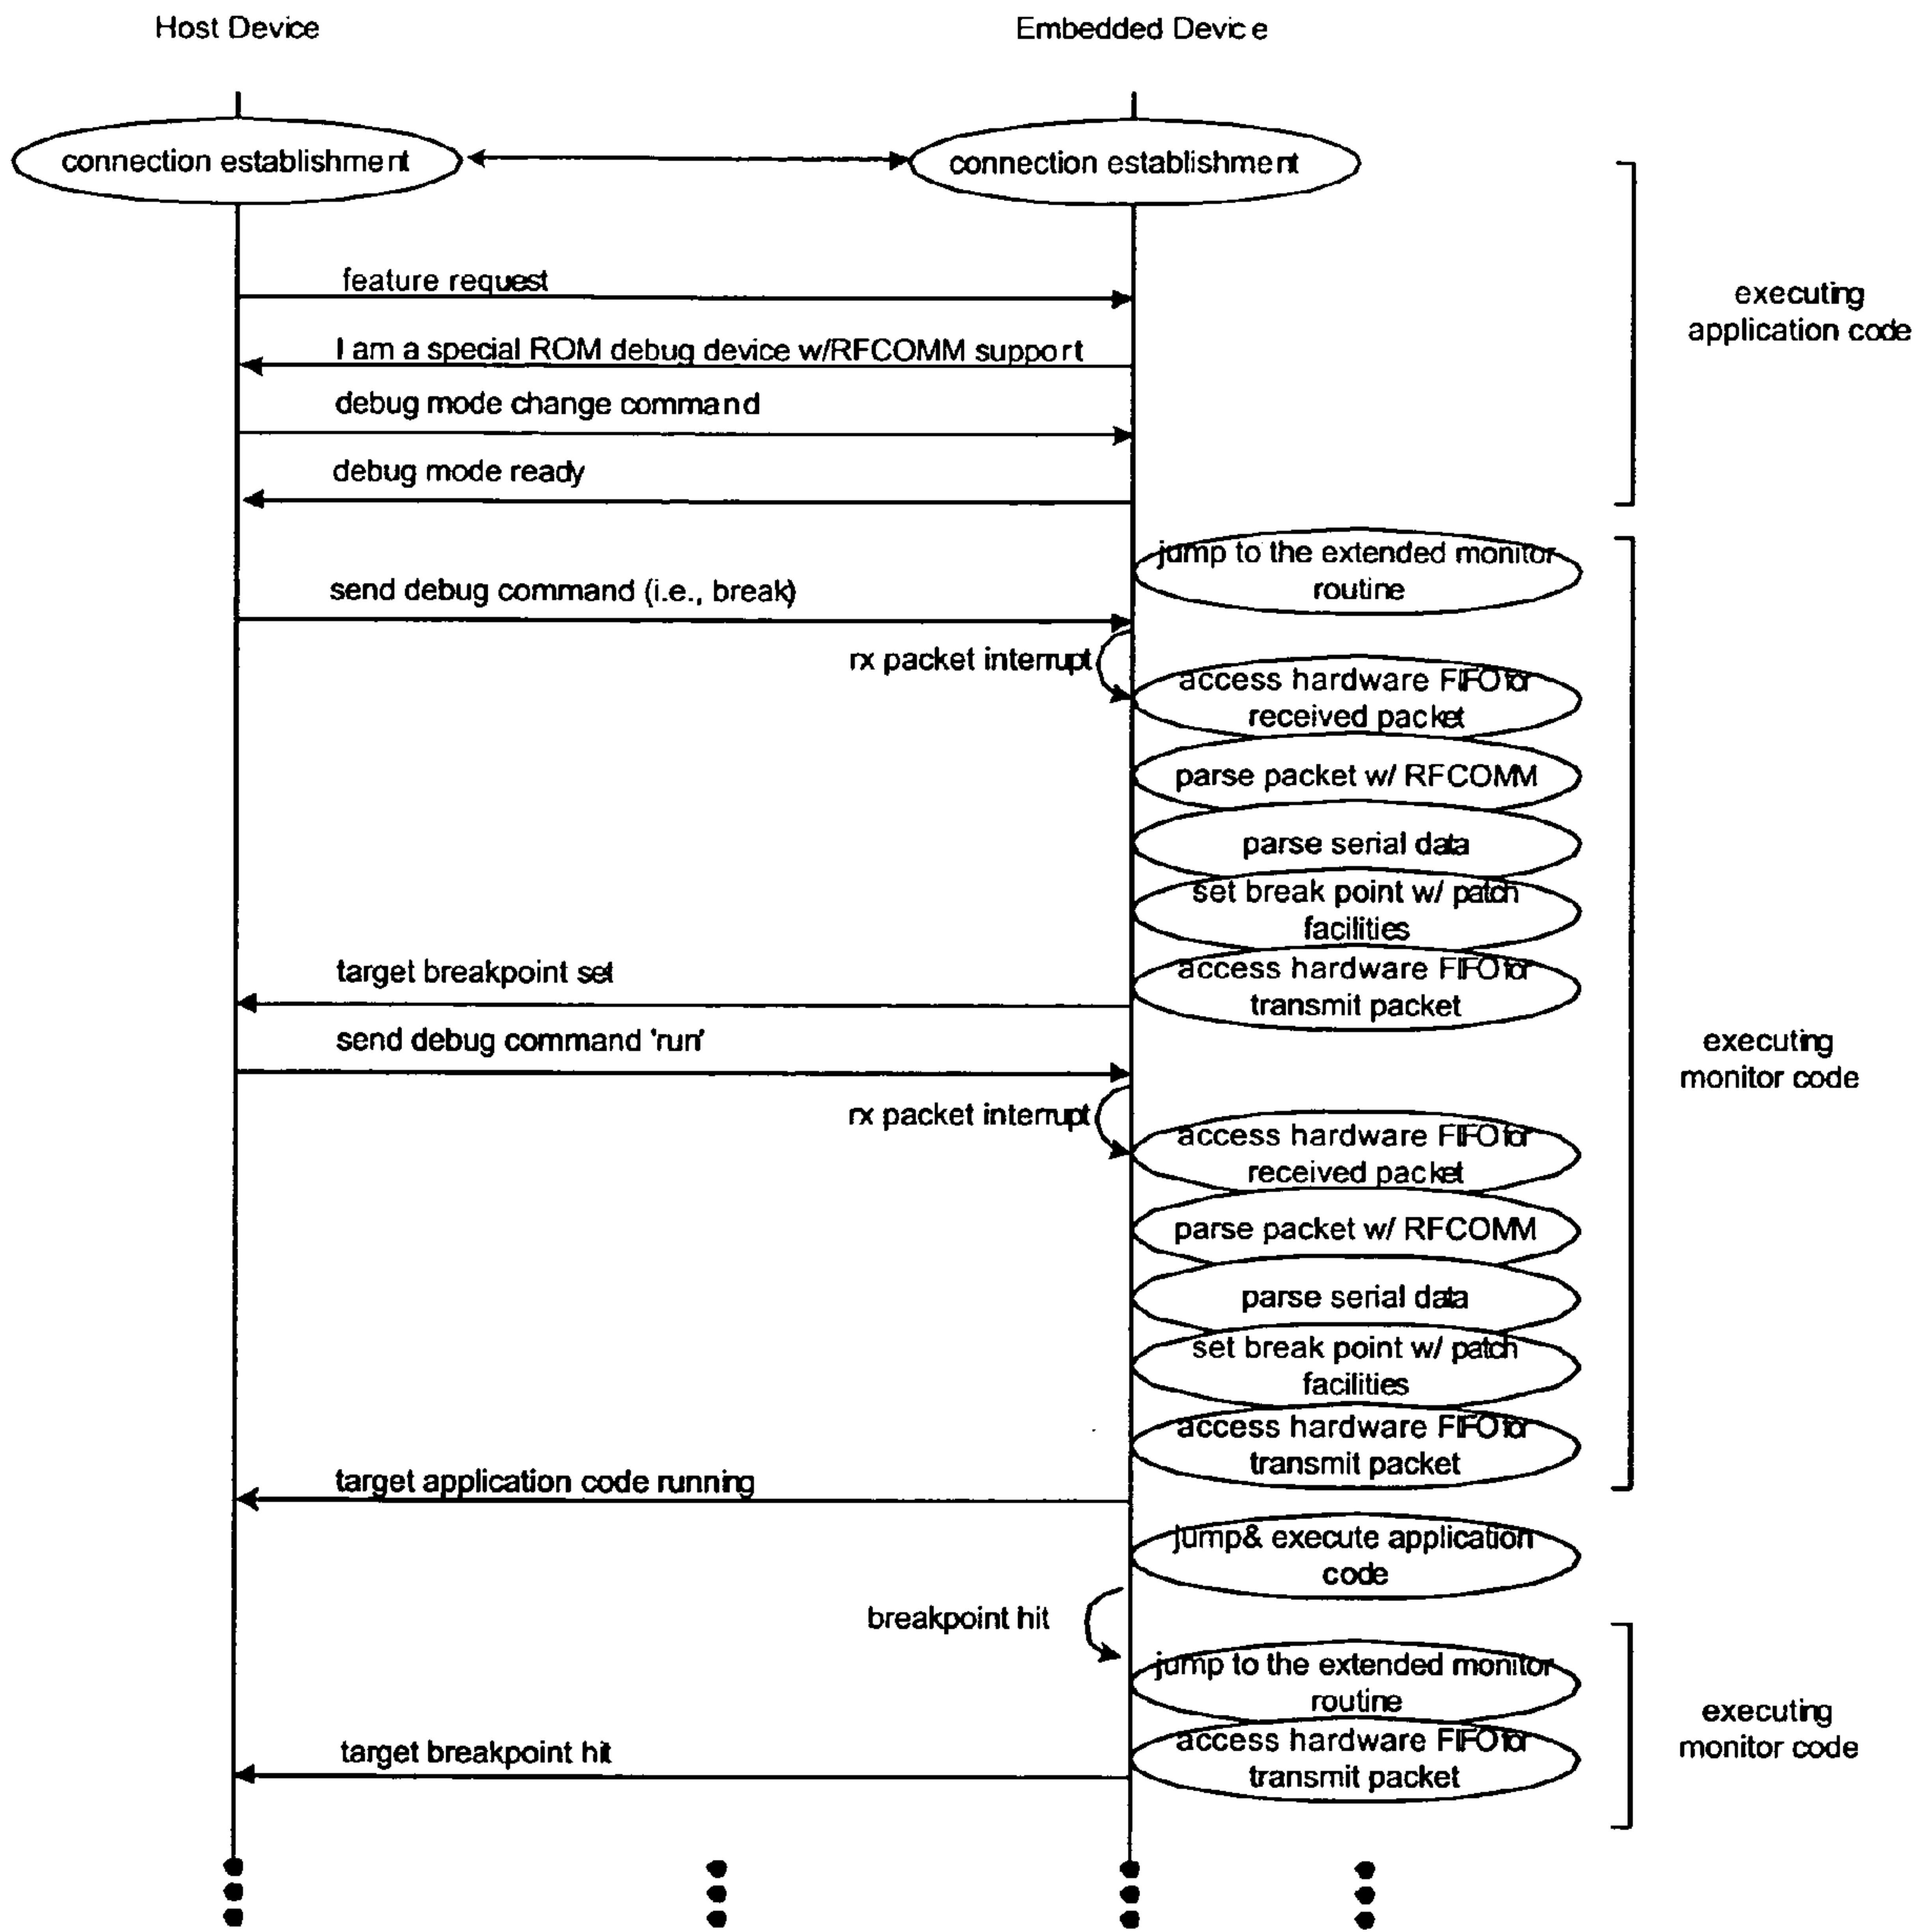 Host Device
Embedded Device
connection establishment
connection establishment
feature request
executing
application code
I am a special ROM debug device w/RFCOMM support
debug mode change command
debug mode ready
jump to the extended monitor
routine
send debug command (i.e., break)
rx packet interrupt
access hardware FIFO for
received packet
parse packet w/ RFCOMM
parse serial data
set break point w/ patch
facilities
target breakpoint set
access hardware FIFO for
transmit packet
send debug command 'run'
executing
monitor code
rx packet interrupt
access hardware FIFO for
received packet
parse packet w/ RFCOMM
parse serial data
set break point w/ patch
facilities
access hardware FIFO for
transmit packet
target application code running
jump& execute application
code
breakpoint hit
jump to the extended monitor
routine
executing
monitor code
target breakpoint hit
access hardware FIFO for
transmit packet